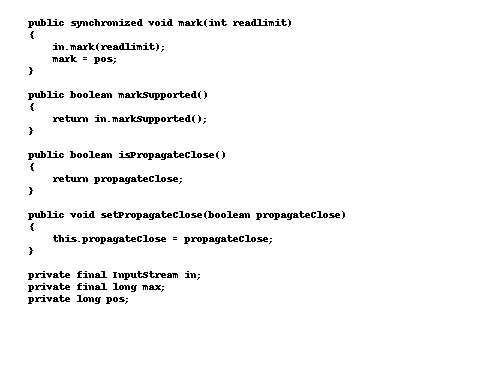 public synchronized void mark(int readlimit)
{
    in.mark(readlimit);
    mark = pos;
}

public boolean markSupported()
{
    return in.markSupported();
}

public boolean isPropagateClose()
{
    return propagateClose;
}

public void setPropagateClose(boolean propagateClose)
{
    this.propagateClose = propagateClose;
}

private final InputStream in;
private final long max;
private long pos;